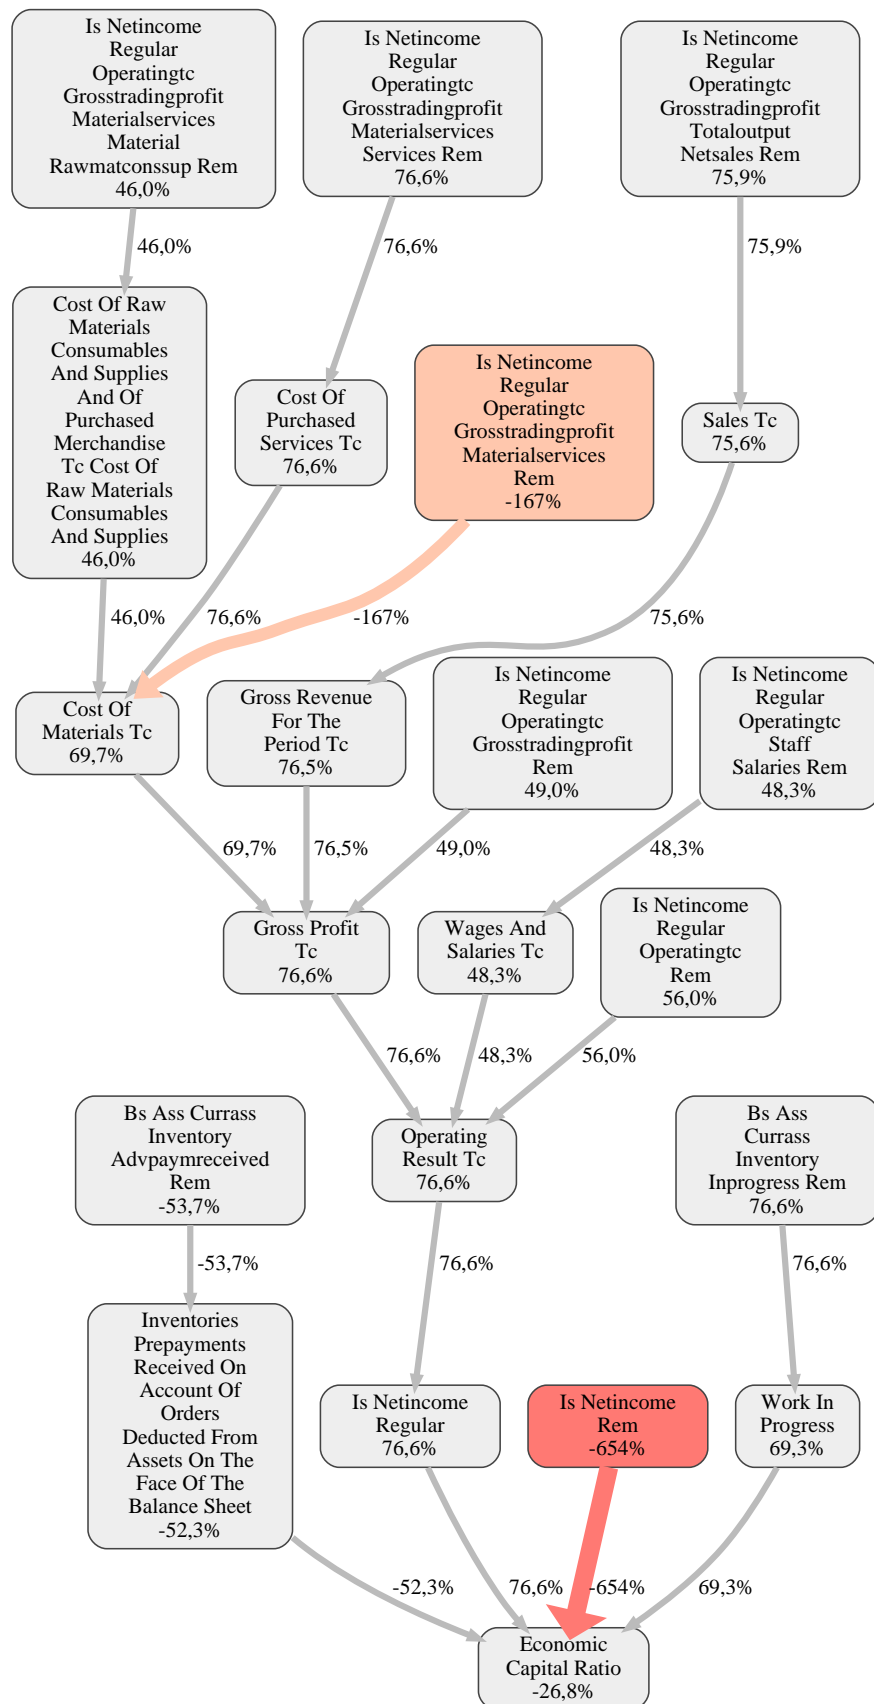 Is Netincome
Regular
Operatingtc
Grosstradingprofit
Materialservices
Material
Rawmatconssup Rem
46,0%
Is Netincome
Regular
Operatingtc
Grosstradingprofit
Materialservices
Services Rem
76,6%
Is Netincome
Regular
Operatingtc
Grosstradingprofit
Totaloutput
Netsales Rem
75,9%
46,0%
76,6%
75,9%
Cost Of Raw
Materials
Consumables
And Supplies
And Of
Purchased
Merchandise
Tc Cost Of
Raw Materials
Consumables
And Supplies
46,0%
Cost Of
Purchased
Services Tc
76,6%
Is Netincome
Regular
Operatingtc
Grosstradingprofit
Materialservices
Rem
-167%
Sales Tc
75,6%
46,0%
76,6%
-167%
75,6%
Cost Of
Materials Tc
69,7%
Gross Revenue
For The
Period Tc
76,5%
Is Netincome
Regular
Operatingtc
Grosstradingprofit
Rem
49,0%
Is Netincome
Regular
Operatingtc
Staff
Salaries Rem
48,3%
69,7%
76,5%
49,0%
48,3%
Gross Profit
Tc
76,6%
Wages And
Salaries Tc
48,3%
Is Netincome
Regular
Operatingtc
Rem
56,0%
76,6%
48,3%
56,0%
Bs Ass Currass
Inventory
Advpaymreceived
Rem
-53,7%
Operating
Result Tc
76,6%
Bs Ass
Currass
Inventory
Inprogress Rem
76,6%
-53,7%
76,6%
76,6%
Inventories
Prepayments
Received On
Account Of
Orders
Deducted From
Assets On The
Face Of The
Balance Sheet
-52,3%
Is Netincome
Regular
76,6%
Is Netincome
Rem
-654%
Work In
Progress
69,3%
-52,3%
76,6%
-654%
69,3%
Economic
Capital Ratio
-26,8%